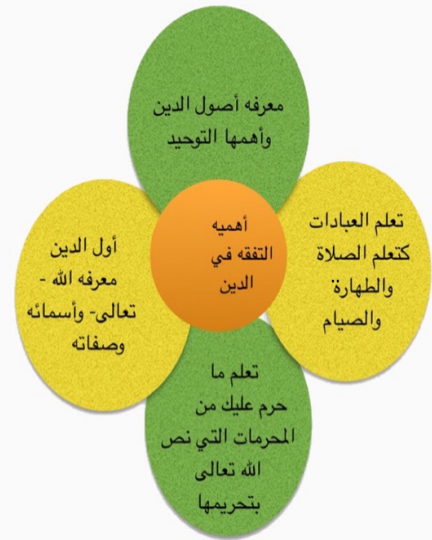 معرفه أصول الدين
وأهمها التوحيد
تعلم العبادات
كتعلم الصلاة
والطهارة
والصيام
أهميه
التفقه في
الدين
أول الدين
معرفه الله -
تعالى- وأسمائه
وصفاته
تعلم ما
حرم عليك من
المحرمات التي نص
الله تعالى
بتحريمها